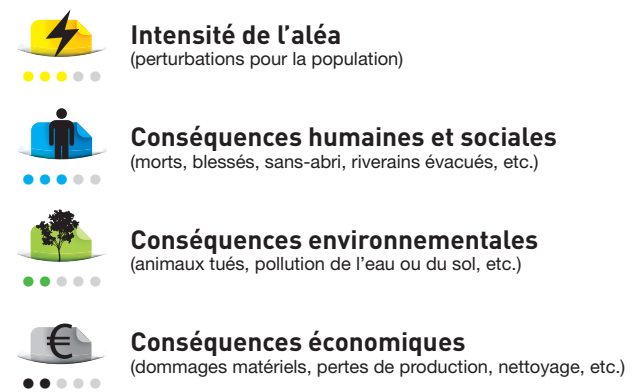 Intensité de l'aléa
(perturbations pour la population)
Conséquences humaines et sociales
(morts, blessés, sans-abri, riverains évacués, etc.)
Conséquences environnementales
(animaux tués, pollution de l'eau ou du sol, etc.)
€
Conséquences économiques
(dommages matériels, pertes de production, nettoyage, etc.)